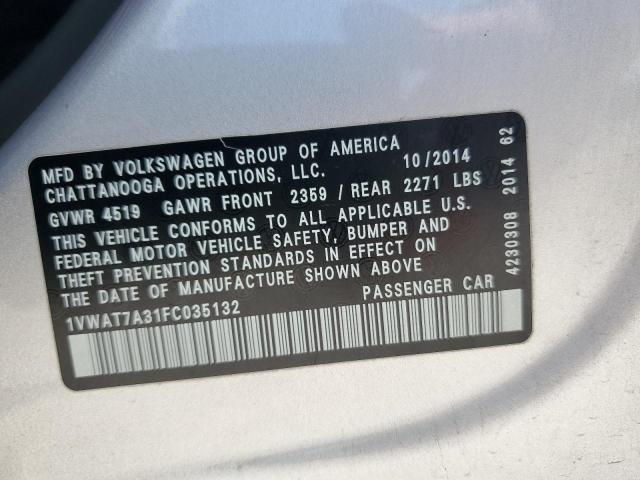 MFD BY VOLKSWAGEN GROUP OF AMERICA
CHATTANOOGA OPERATIONS, LLC. 10/2014
GVWR 4519 GAWR FRONT 2359 / REAR 2271 LBS
THIS VEHICLE CONFORMS TO ALL APPLICABLE U.S.
FEDERAL MOTOR VEHICLE SAFETY, BUMPER AND
THEFT PREVENTION STANDARDS IN EFFECT ON
THE DATE OF MANUFACTURE SHOWN ABOVE
1VWAT7A31FC035132 PASSENGER CAR
4230308 2014 62